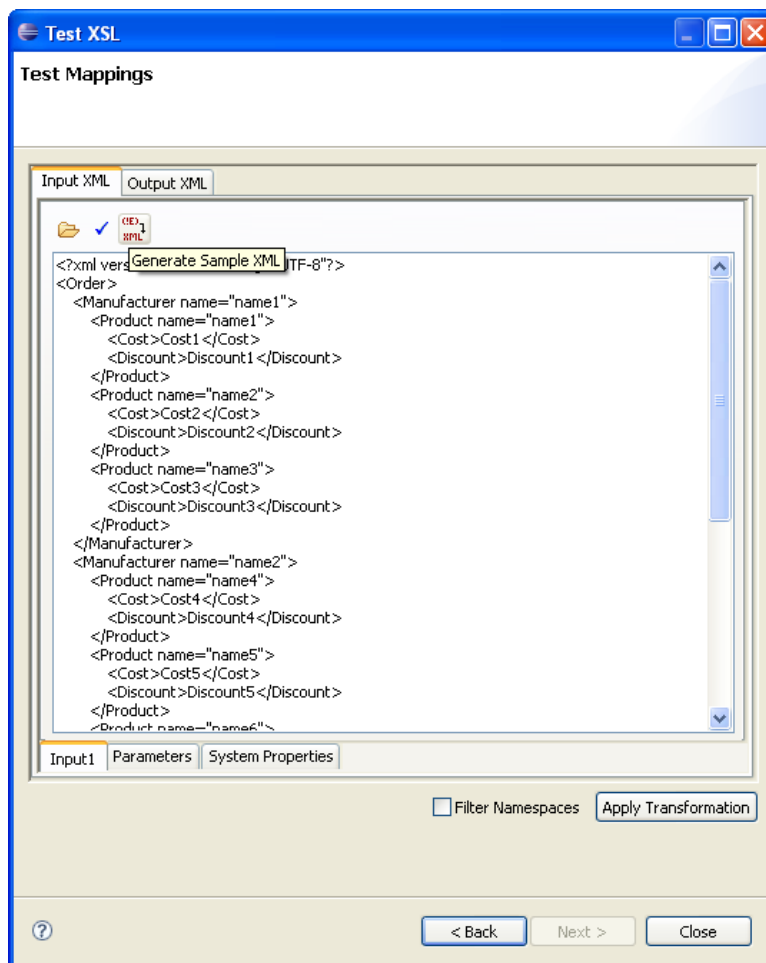 Test XSL
Test Mappings
Input XML
Output XML
(!E)
XML
Generate Sample XML
<?xml vers TF-8"?>
<Order>
<Manufacturer name="name1">
<Product name="name1">
<Cost>Cost1</Cost>
<Discount>Discount1</Discount>
</Product>
<Product name="name2">
<Cost>Cost2</Cost>
<Discount>Discount2</Discount>
</Product>
<Product name="name3">
<Cost>Cost3</Cost>
<Discount>Discount3</Discount>
</Product>
</Manufacturer>
<Manufacturer name="name2">
<Product name="name4">
<Cost>Cost4</Cost>
<Discount>Discount4</Discount>
</Product>
<Product name="name5">
<Cost>Cost5</Cost>
<Discount>Discount5</Discount>
</Product>
<Product name="name6">
Input1 Parameters System Properties
Filter Namespaces Apply Transformation
? < Back Next > Close